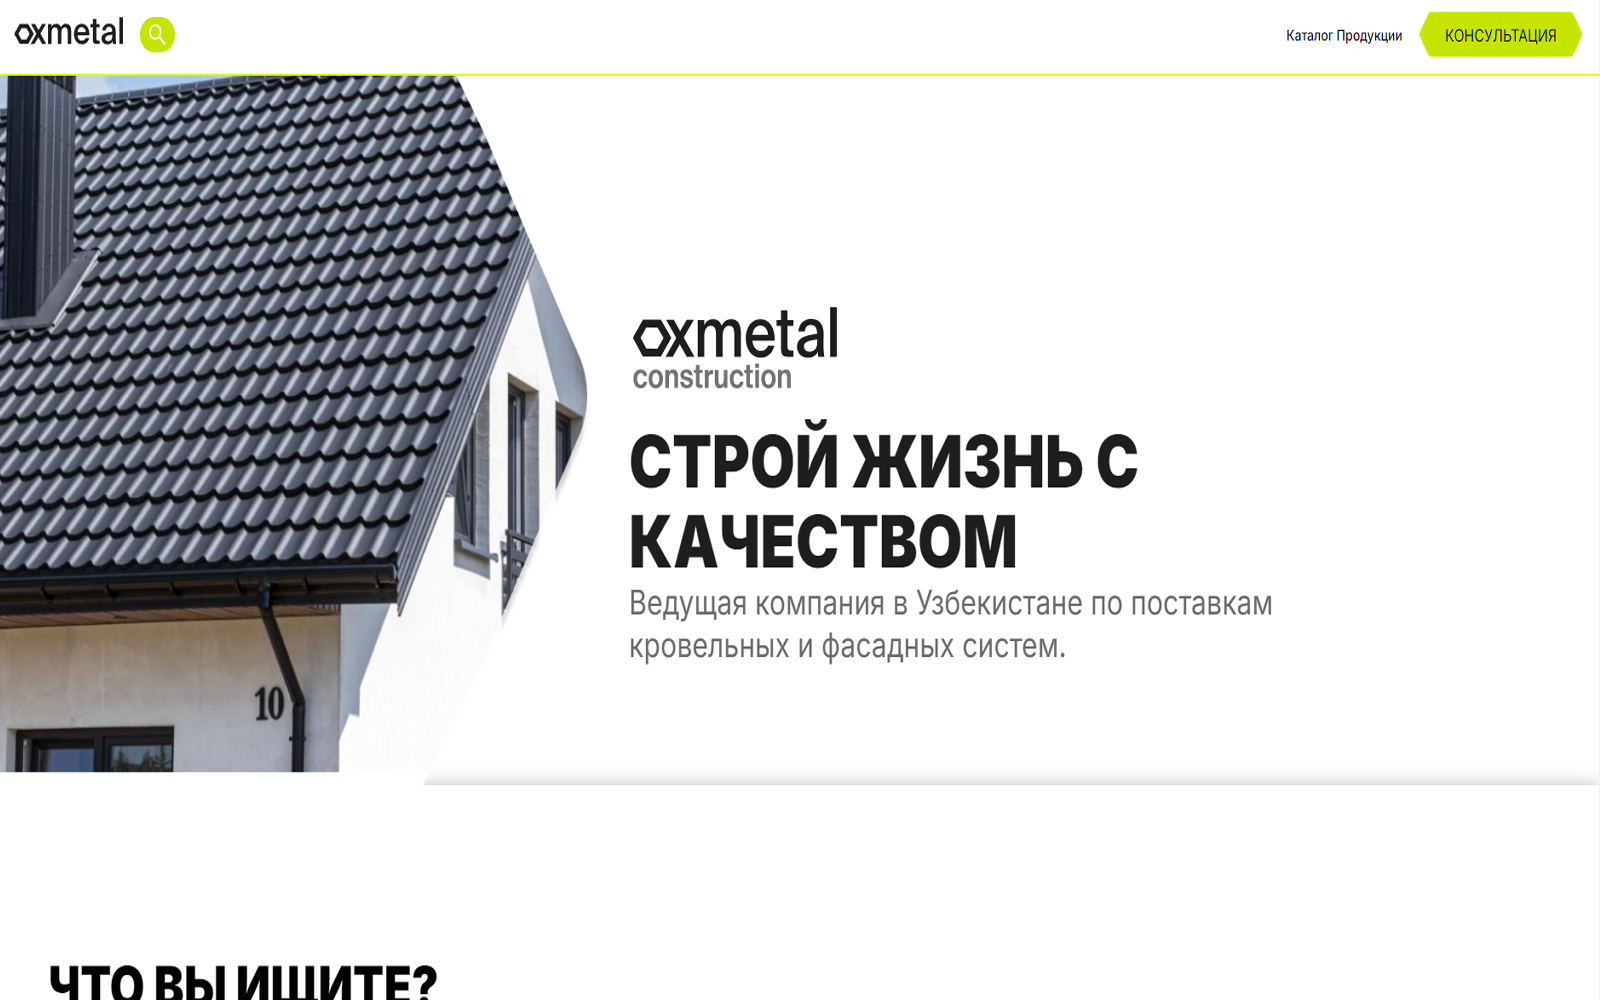 oxmetal
Каталог Продукции
КОНСУЛЬТАЦИЯ
oxmetal
construction
СТРОЙ ЖИЗНЬ С
КАЧЕСТВОМ
Ведущая компания в Узбекистане по поставкам
кровельных и фасадных систем.
10
ЧТО ВЫ ИЩИТЕ?